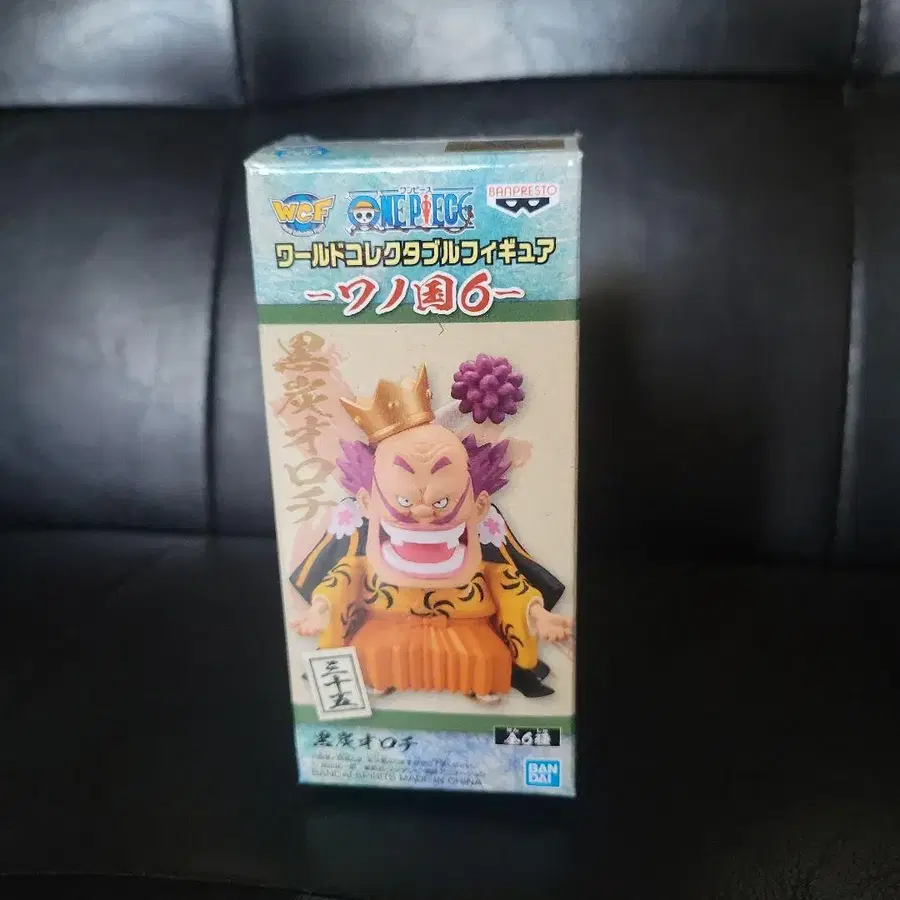 WCF ワンピース ONE PIECE BANPRESTO
ワールドコレクタブルフィギュア
-ワノ国6-
黒炭オロチ
三十五
黒炭オロチ
全6種
BANDAI SPIRITS MADE IN CHINA
BAN
DAI